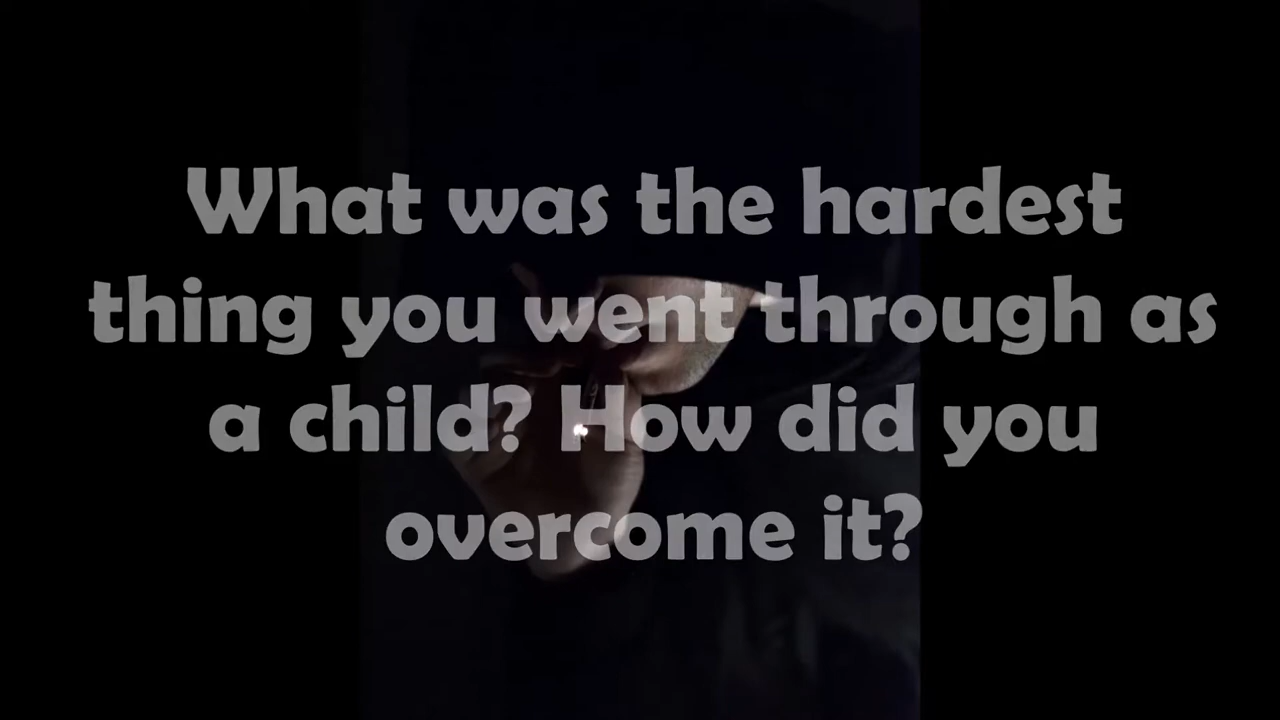 What was the hardest
thing you went through as
a child? How did you
overcome it?